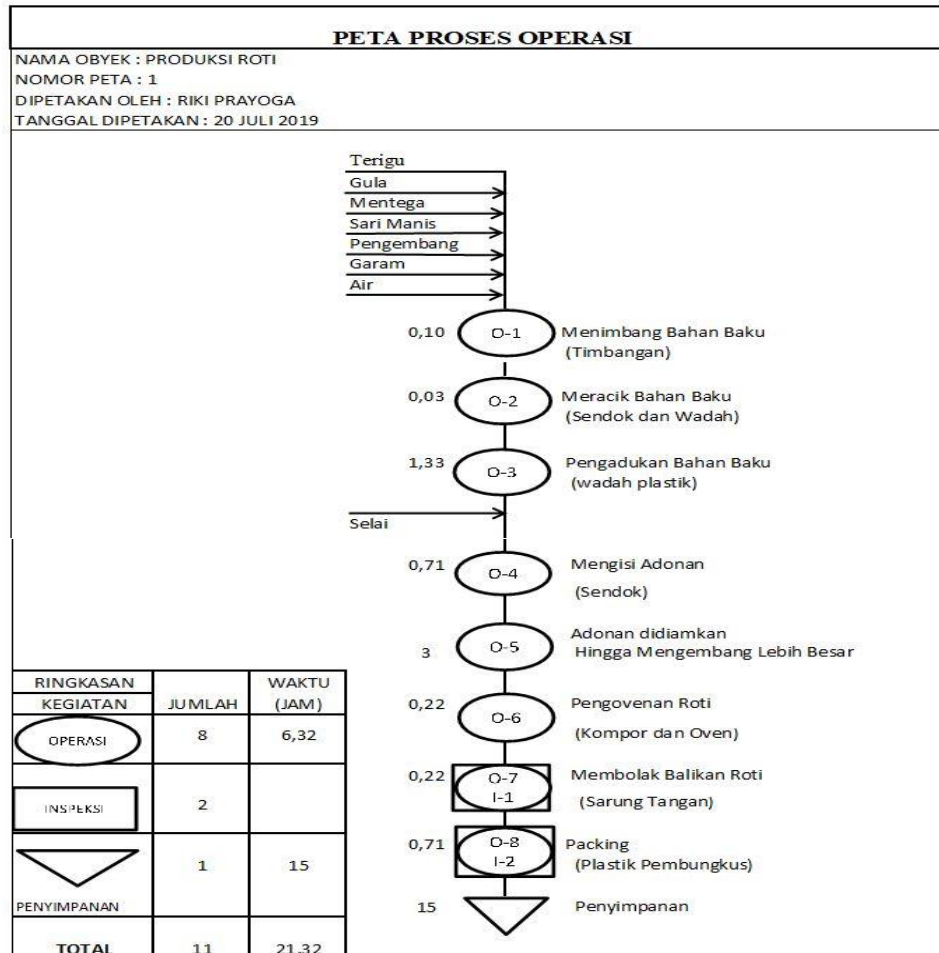 PETA PROSES OPERASI
NAMA OBYEK : PRODUKSI ROTI
NOMOR PETA : 1
DIPETAKAN OLEH : RIKI PRAYOGA
TANGGAL DIPETAKAN : 20 JULI 2019
Terigu
Gula
Mentega
Sari Manis
Pengembang
Garam
Air
0,10 O-1 Menimbang Bahan Baku
(Timbangan)
0,03 O-2 Meracik Bahan Baku
(Sendok dan Wadah)
1,33 O-3 Pengadukan Bahan Baku
(wadah plastik)
Selai
0,71 O-4 Mengisi Adonan
(Sendok)
3 O-5 Adonan didiamkan
Hingga Mengembang Lebih Besar
0,22 O-6 Pengovenan Roti
(Kompor dan Oven)
0,22 O-7 Membolak Balikan Roti
I-1 (Sarung Tangan)
0,71 O-8 Packing
I-2 (Plastik Pembungkus)
15 Penyimpanan
RINGKASAN
KEGIATAN JUMLAH WAKTU
(JAM)
OPERASI 8 6,32
INSPEKSI 2
PENYIMPANAN 1 15
TOTAL 11 21,32